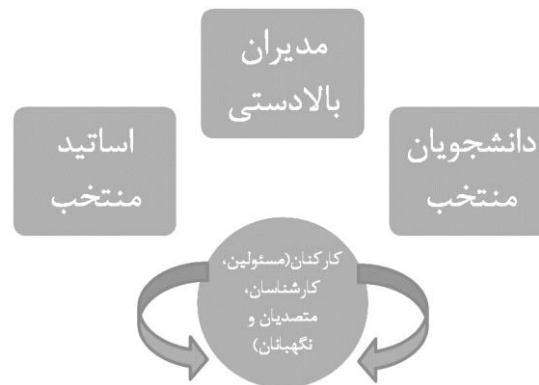 مدیران
بالادستی
دانشجویان
منتخب
اساتید
منتخب
کارکنان(مسئولین،
کارشناسان،
متصدیان و
نگهبانان)